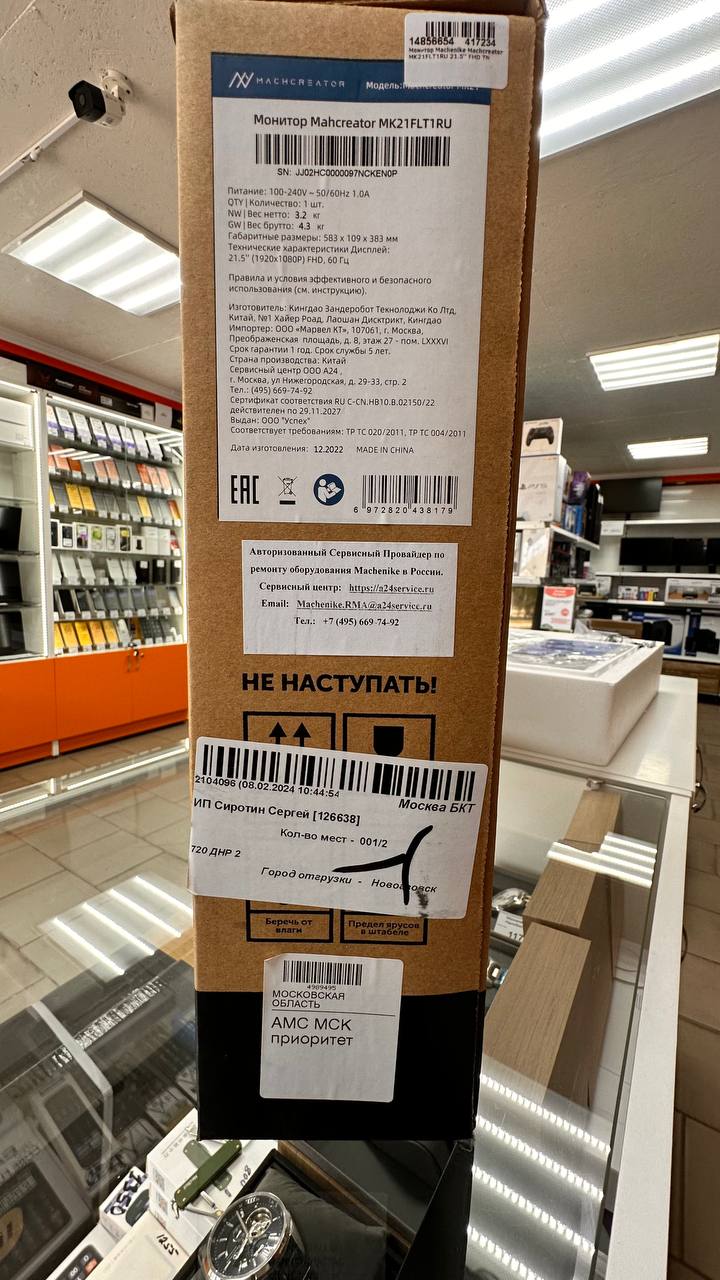 14856654 417234
Монитор Machenike Machcreator
MK21FLT1RU 21.5" FHD TN
MACHCREATOR
Модель:
Монитор Mahcreator MK21FLT1RU
SN: JJ02HC0000097NCKEN0P
Питание: 100-240V ~ 50/60Hz 1.0A
QTY | Количество: 1 шт.
NW | Вес нетто: 3.2 кг
GW | Вес брутто: 4.3 кг
Габаритные размеры: 583 x 109 x 383 мм
Технические характеристики Дисплей:
21.5" (1920x1080P) FHD, 60 Гц
Правила и условия эффективного и безопасного
использования (см. инструкцию).
Изготовитель: Кингдао Зандеробот Текнолоджи Ко Лтд,
Китай, №1 Хайер Роад, Лаошан Дисктрикт, Кингдао
Импортер: ООО «Марвел КТ», 107061, г. Москва,
Преображенская площадь, д. 8, этаж 27 - пом. LXXXVI
Срок гарантии 1 год. Срок службы 5 лет.
Страна производства: Китай
Сервисный центр ООО А24 ,
г. Москва, ул Нижегородская, д. 29-33, стр. 2
Тел.: (495) 669-74-92
Сертификат соответствия RU C-CN.HB10.B.02150/22
действителен по 29.11.2027
Выдан: ООО "Успех"
Соответствует требованиям: ТР ТС 020/2011, ТР ТС 004/2011
Дата изготовления: 12.2022 MADE IN CHINA
EAC
6 972820 438179
Авторизованный Сервисный Провайдер по
ремонту оборудования Machenike в России.
Сервисный центр: https://a24service.ru
Email: Machenike.RMA@a24service.ru
Тел.: +7 (495) 669-74-92
НЕ НАСТУПАТЬ!
2104096 (08.02.2024 10:44:54
Москва БКТ
ИП Сиротин Сергей [126638]
Кол-во мест - 001/2
720 ДНР 2
Город отгрузки -
Беречь от
влаги
Предел ярусов
в штабеле
4989495
МОСКОВСКАЯ
ОБЛАСТЬ
АМС МСК
приоритет